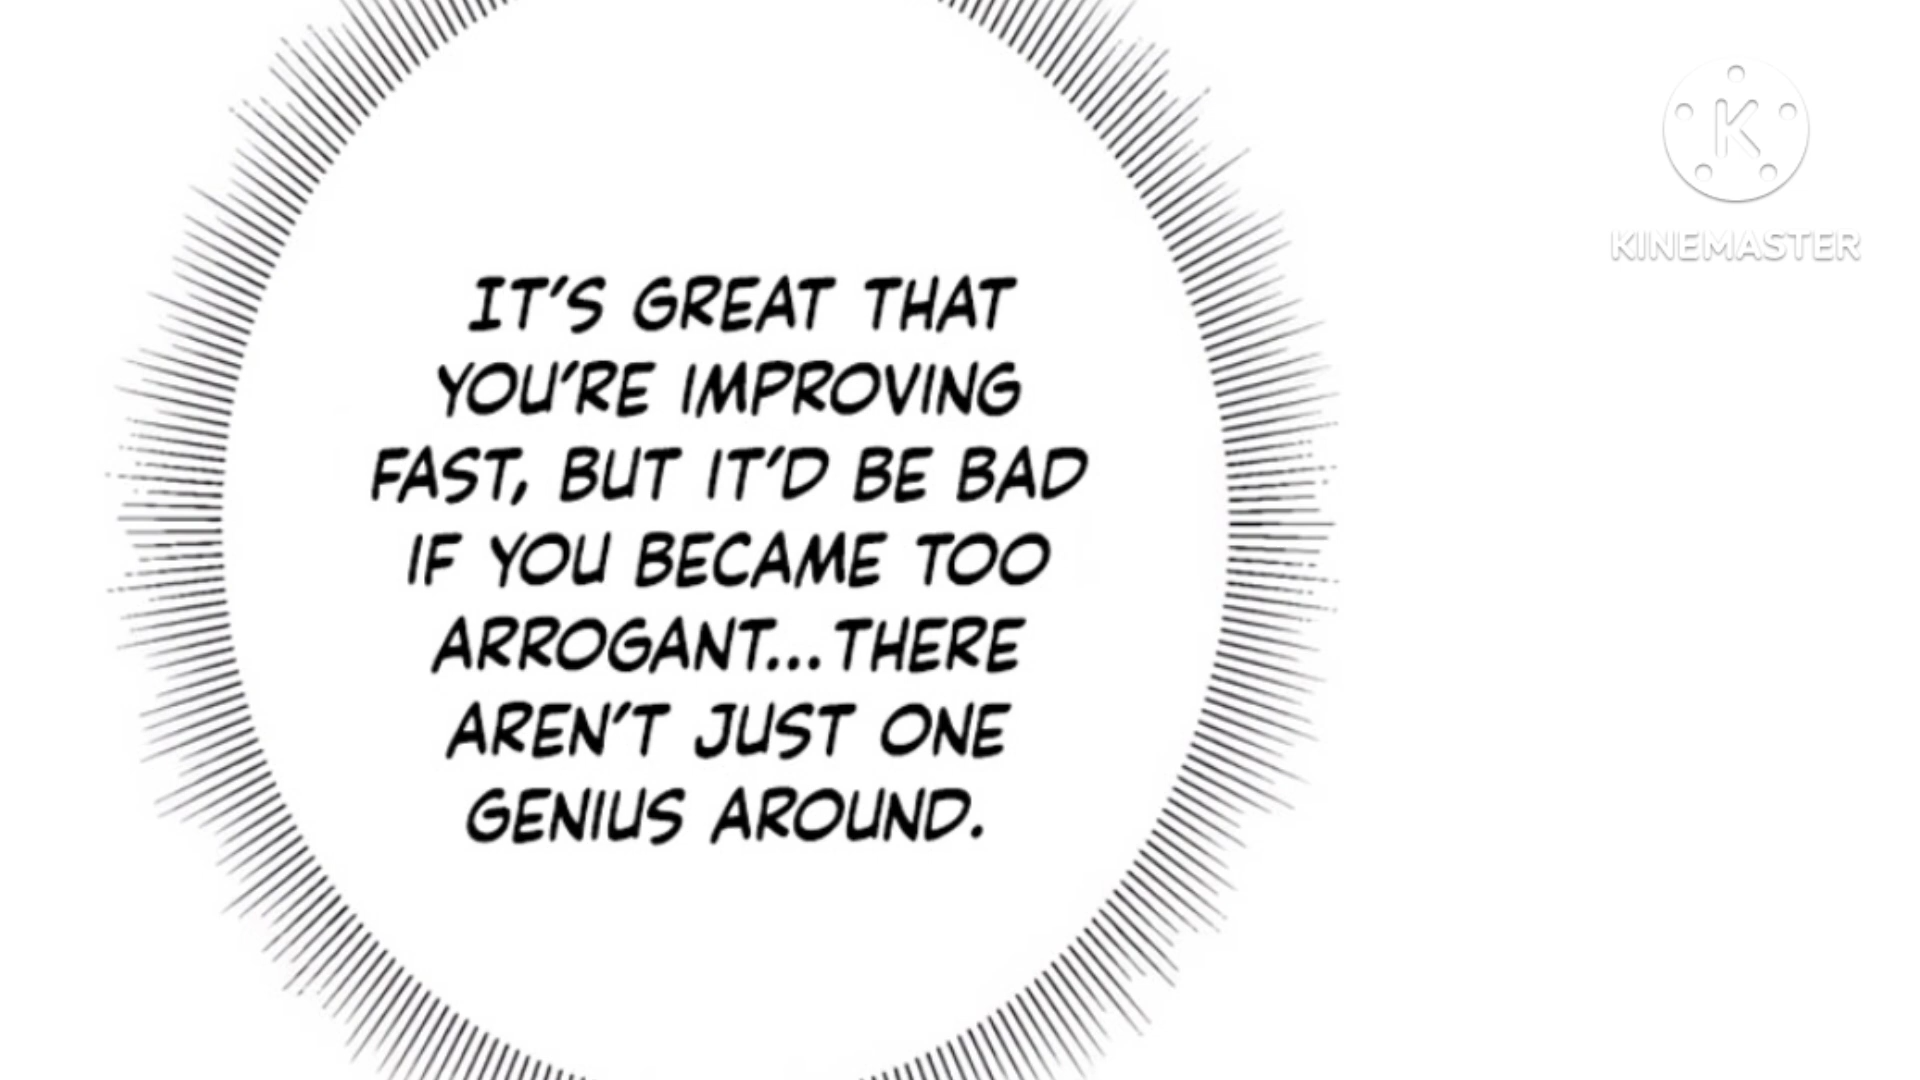 IT'S GREAT THAT
YOU'RE IMPROVING
FAST, BUT IT'D BE BAD
IF YOU BECAME TOO
ARROGANT...THERE
AREN'T JUST ONE
GENIUS AROUND.
K
KINEMASTER